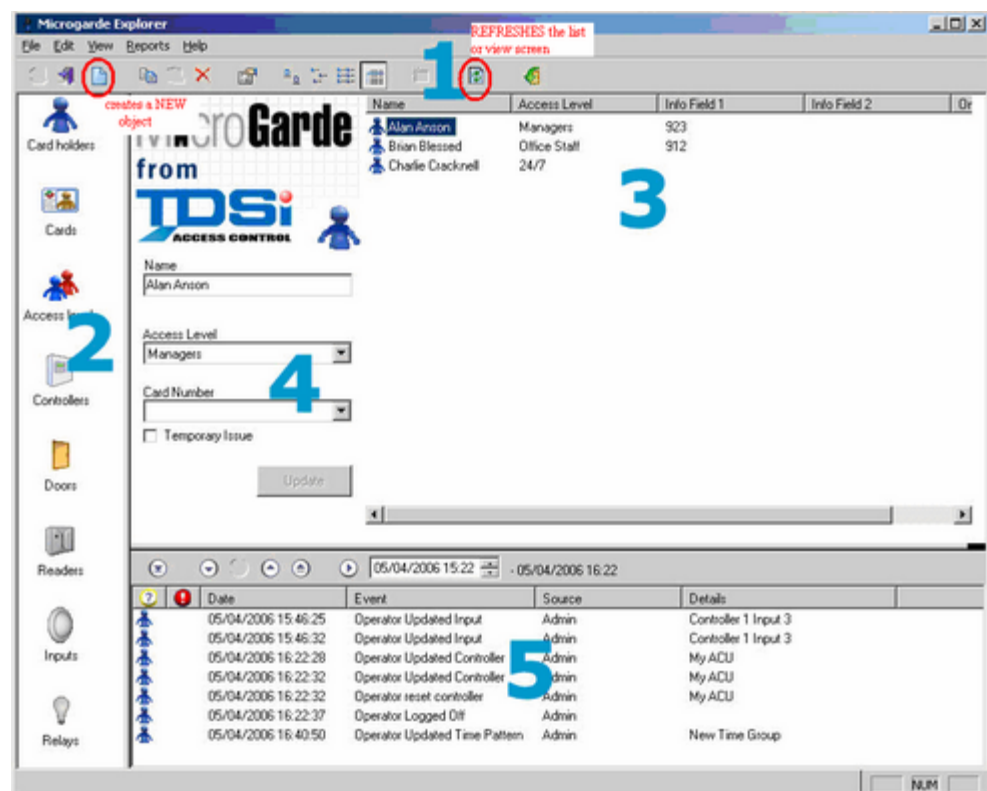 Microgarde Explorer
REFRESHES the list
or view screen
File Edit View Reports Help
1
creates a NEW
object
Card holders
Cards
2
Controllers
Doors
Readers
Inputs
Relays
MicroGarde
from
TDSi
ACCESS CONTROL
Name
Alan Anson
Access Level
Managers
4
Card Number
Temporary Issue
Update
Name Access Level Info Field 1 Info Field 2 Or
Alan Anson Managers 923
Brian Blessed Office Staff 912
Charlie Cracknell 24/7
3
05/04/2006 15:22 - 05/04/2006 16:22
Date Event Source Details
05/04/2006 15:46:25 Operator Updated Input Admin Controller 1 Input 3
05/04/2006 15:46:32 Operator Updated Input Admin Controller 1 Input 3
05/04/2006 16:22:28 Operator Updated Controller Admin My ACU
05/04/2006 16:22:32 Operator Updated Controller Admin My ACU
05/04/2006 16:22:32 Operator reset controller Admin My ACU
05/04/2006 16:22:37 Operator Logged Off Admin
05/04/2006 16:40:50 Operator Updated Time Pattern Admin New Time Group
5
NUM